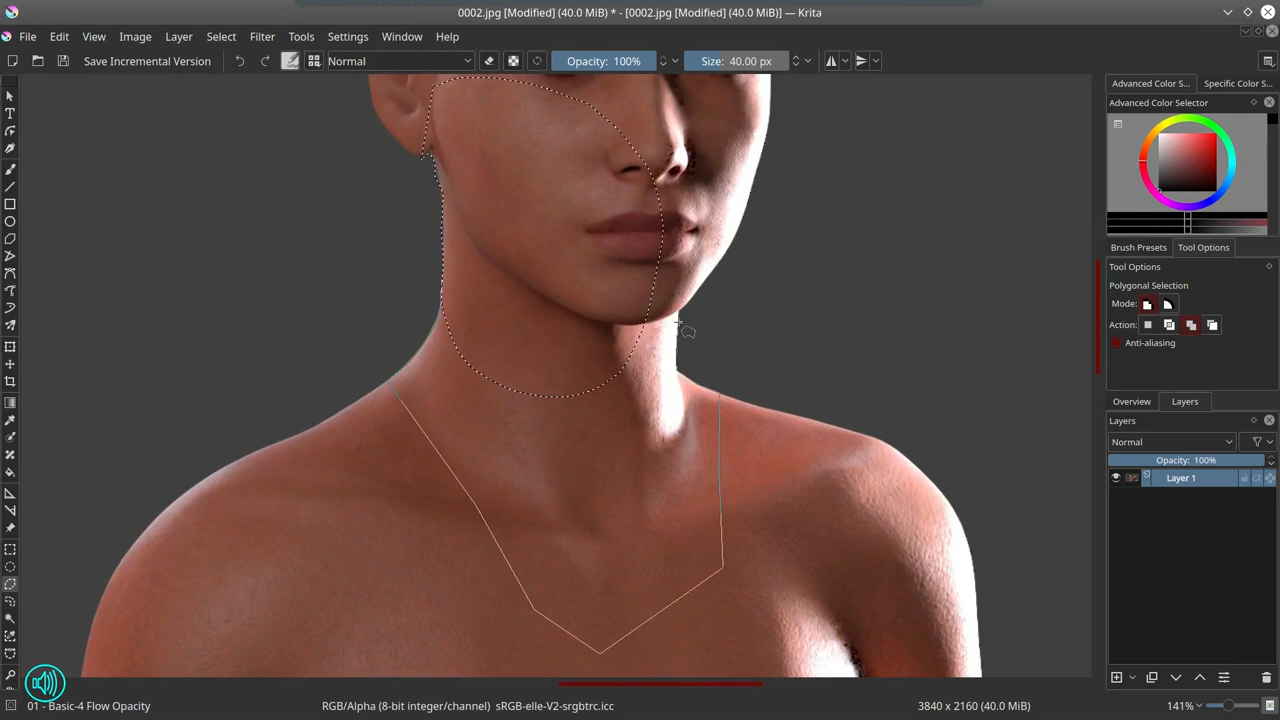 0002.jpg [Modified] (40.0 MiB) * - [0002.jpg [Modified] (40.0 MiB)] — Krita
File Edit View Image Layer Select Filter Tools Settings Window Help
Save Incremental Version Normal Opacity: 100% Size: 40.00 px
Advanced Color S... Specific Color S...
Advanced Color Selector
Brush Presets Tool Options
Tool Options
Polygonal Selection
Mode:
Action:
Anti-aliasing
Overview Layers
Layers
Normal
Opacity: 100%
Layer 1
01 - Basic-4 Flow Opacity RGB/Alpha (8-bit integer/channel) sRGB-elle-V2-srgbtrc.icc 3840 x 2160 (40.0 MiB) 141%